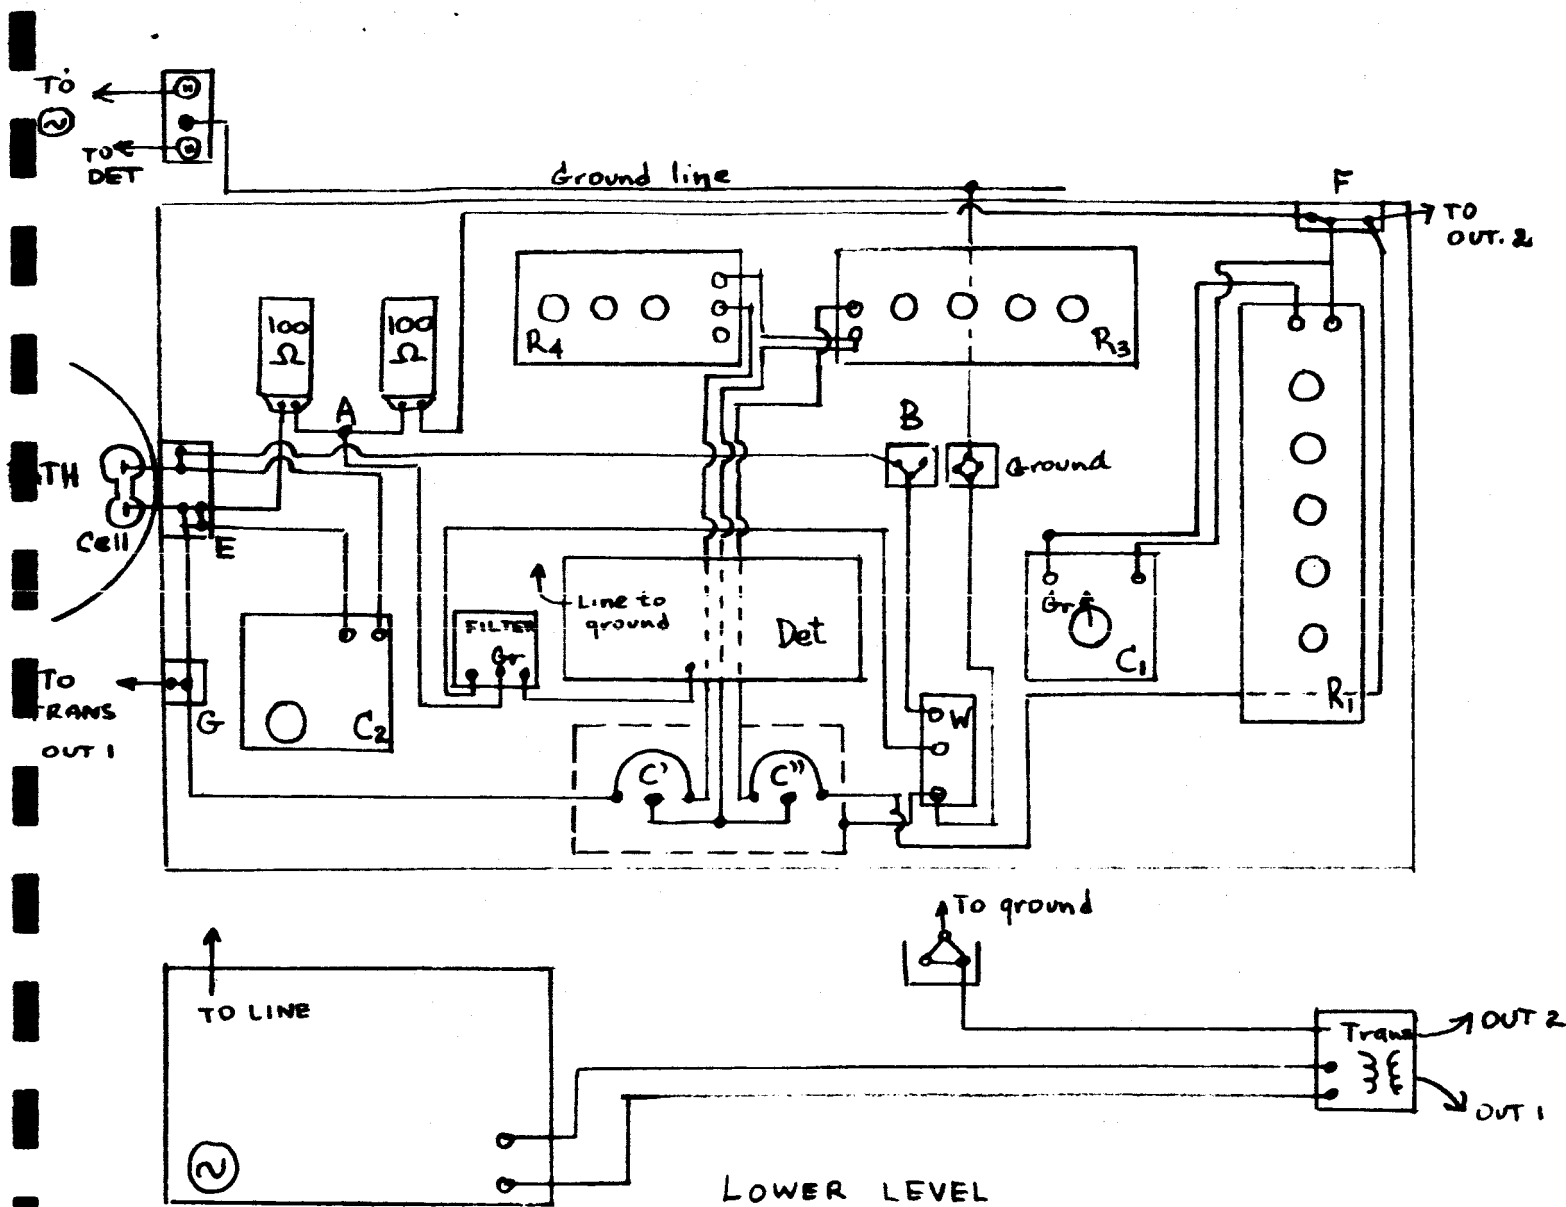 TO
TO
DET
Ground line
F
TO
OUT. 2
100
Ω
100
Ω
R4
R3
A
B
Ground
TH
Cell
E
Line to
ground
Det
FILTER
Gr
Gr
C1
R1
TO
TRANS
OUT 1
G
C2
W
C'
C"
To ground
TO LINE
Trans
OUT 2
OUT 1
LOWER LEVEL